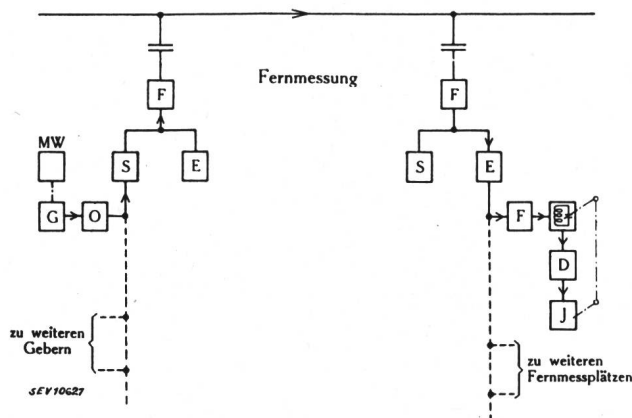 F
F
Fernmessung
MW
S
E
S
E
G
O
F
D
J
zu weiteren
Gebern
zu weiteren
Fernmessplätzen
SEV10627